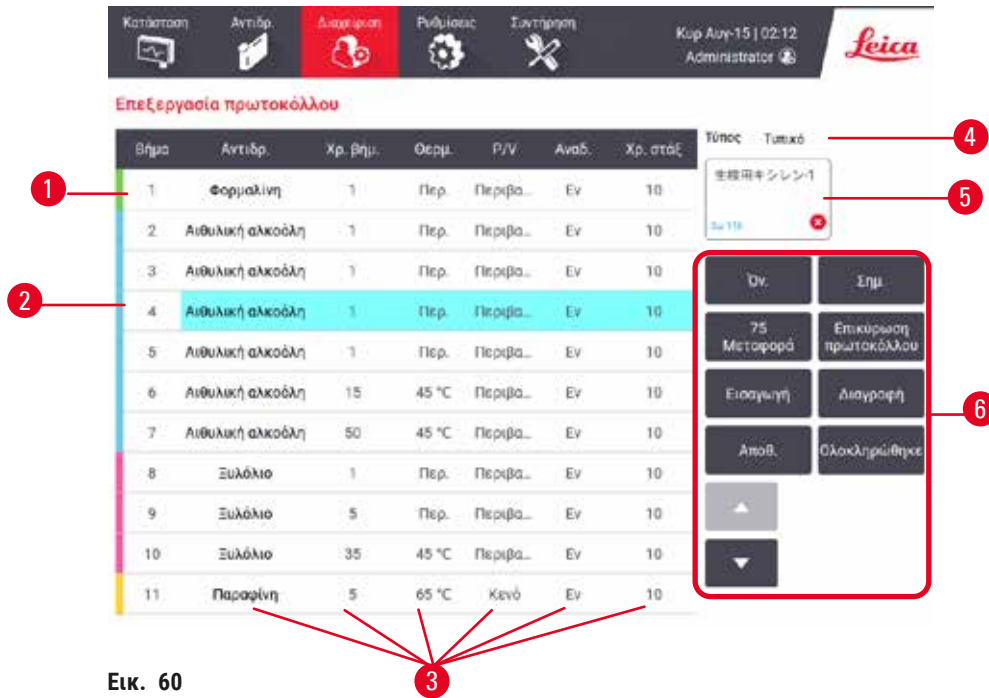 Κατάσταση Αντιδρ. Διαχείριση Ρυθμίσεις Συντήρηση
Κυρ Αυγ-15 | 02:12
Administrator
Leica
Επεξεργασία πρωτοκόλλου
Βήμα Αντιδρ. Χρ. βήμ. Θερμ. P/V Αναδ. Χρ. στάξ
1 Φορμαλίνη 1 Περ. Περιβα... Εν 10
2 Αιθυλική αλκοόλη 1 Περ. Περιβα... Εν 10
3 Αιθυλική αλκοόλη 1 Περ. Περιβα... Εν 10
4 Αιθυλική αλκοόλη 1 Περ. Περιβα... Εν 10
5 Αιθυλική αλκοόλη 1 Περ. Περιβα... Εν 10
6 Αιθυλική αλκοόλη 15 45 °C Περιβα... Εν 10
7 Αιθυλική αλκοόλη 50 45 °C Περιβα... Εν 10
8 Ξυλόλιο 1 Περ. Περιβα... Εν 10
9 Ξυλόλιο 5 Περ. Περιβα... Εν 10
10 Ξυλόλιο 35 45 °C Περιβα... Εν 10
11 Παραφίνη 5 65 °C Κενό Εν 10
Τύπος Τυπικό
キシレン-1
Όν. Σημ.
75
Μεταφορά
Επικύρωση
πρωτοκόλλου
Εισαγωγή Διαγραφή
Αποθ. Ολοκληρώθηκε
1
2
3
4
5
6
Εικ. 60